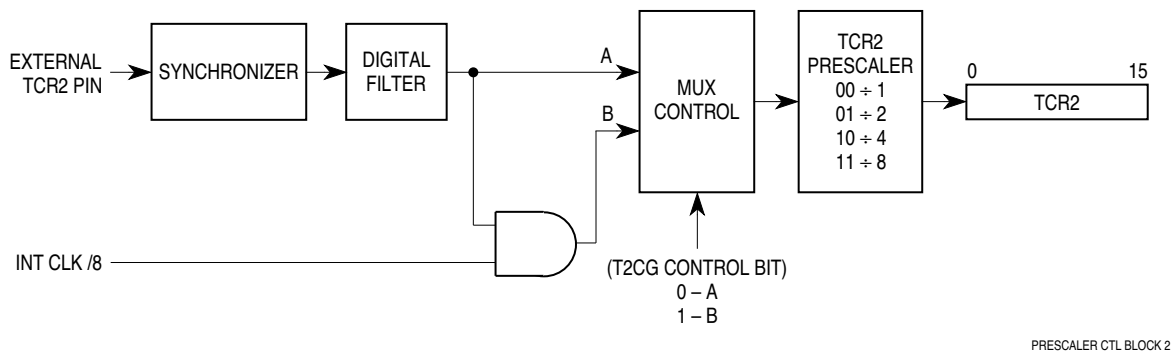 EXTERNAL
TCR2 PIN
SYNCHRONIZER
DIGITAL
FILTER
A
B
MUX
CONTROL
TCR2
PRESCALER
00 ÷ 1
01 ÷ 2
10 ÷ 4
11 ÷ 8
0 15
TCR2
INT CLK /8
(T2CG CONTROL BIT)
0 – A
1 – B
PRESCALER CTL BLOCK 2